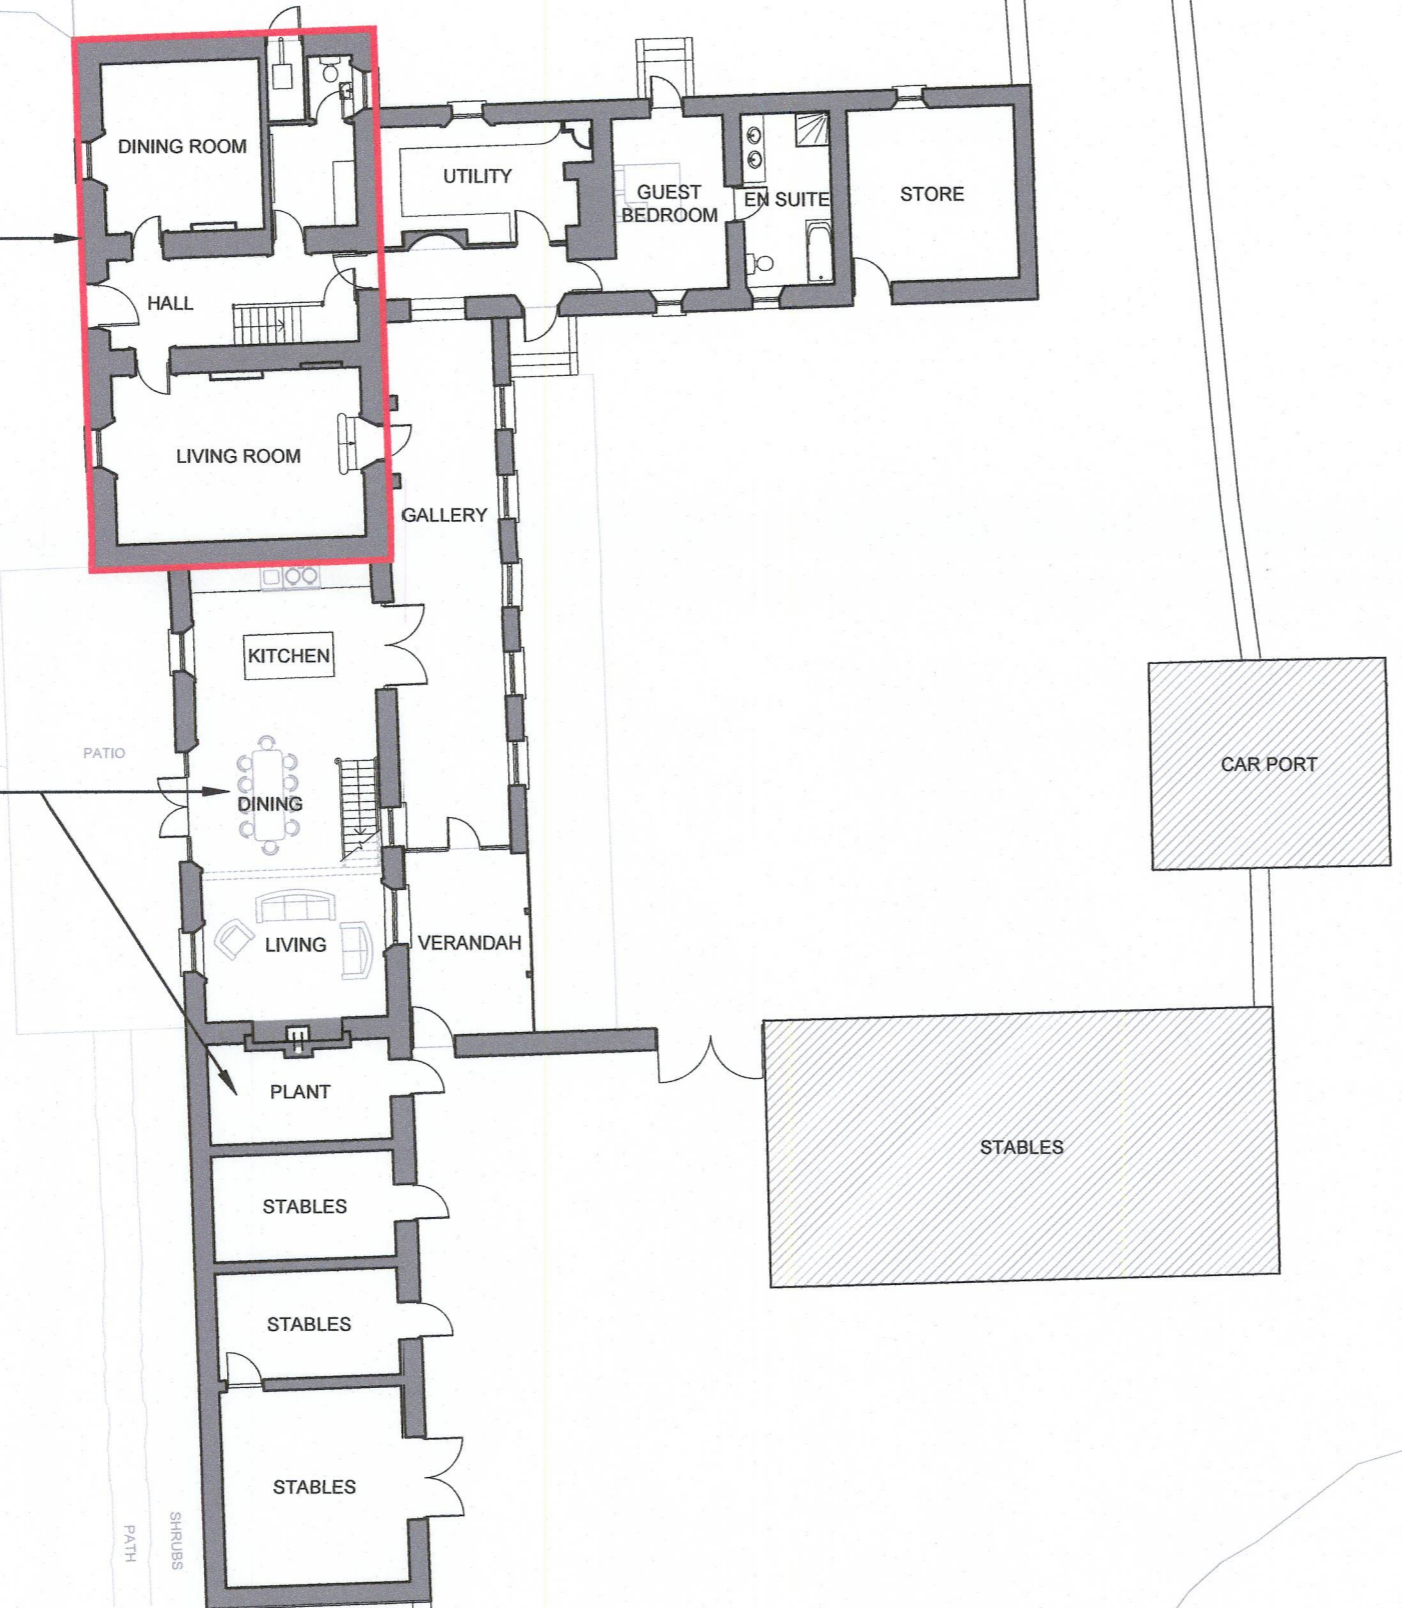 DINING ROOM
UTILITY
GUEST
BEDROOM
EN SUITE
STORE
HALL
LIVING ROOM
GALLERY
KITCHEN
PATIO
DINING
CAR PORT
LIVING
VERANDAH
PLANT
STABLES
STABLES
STABLES
STABLES
PATH
SHRUBS